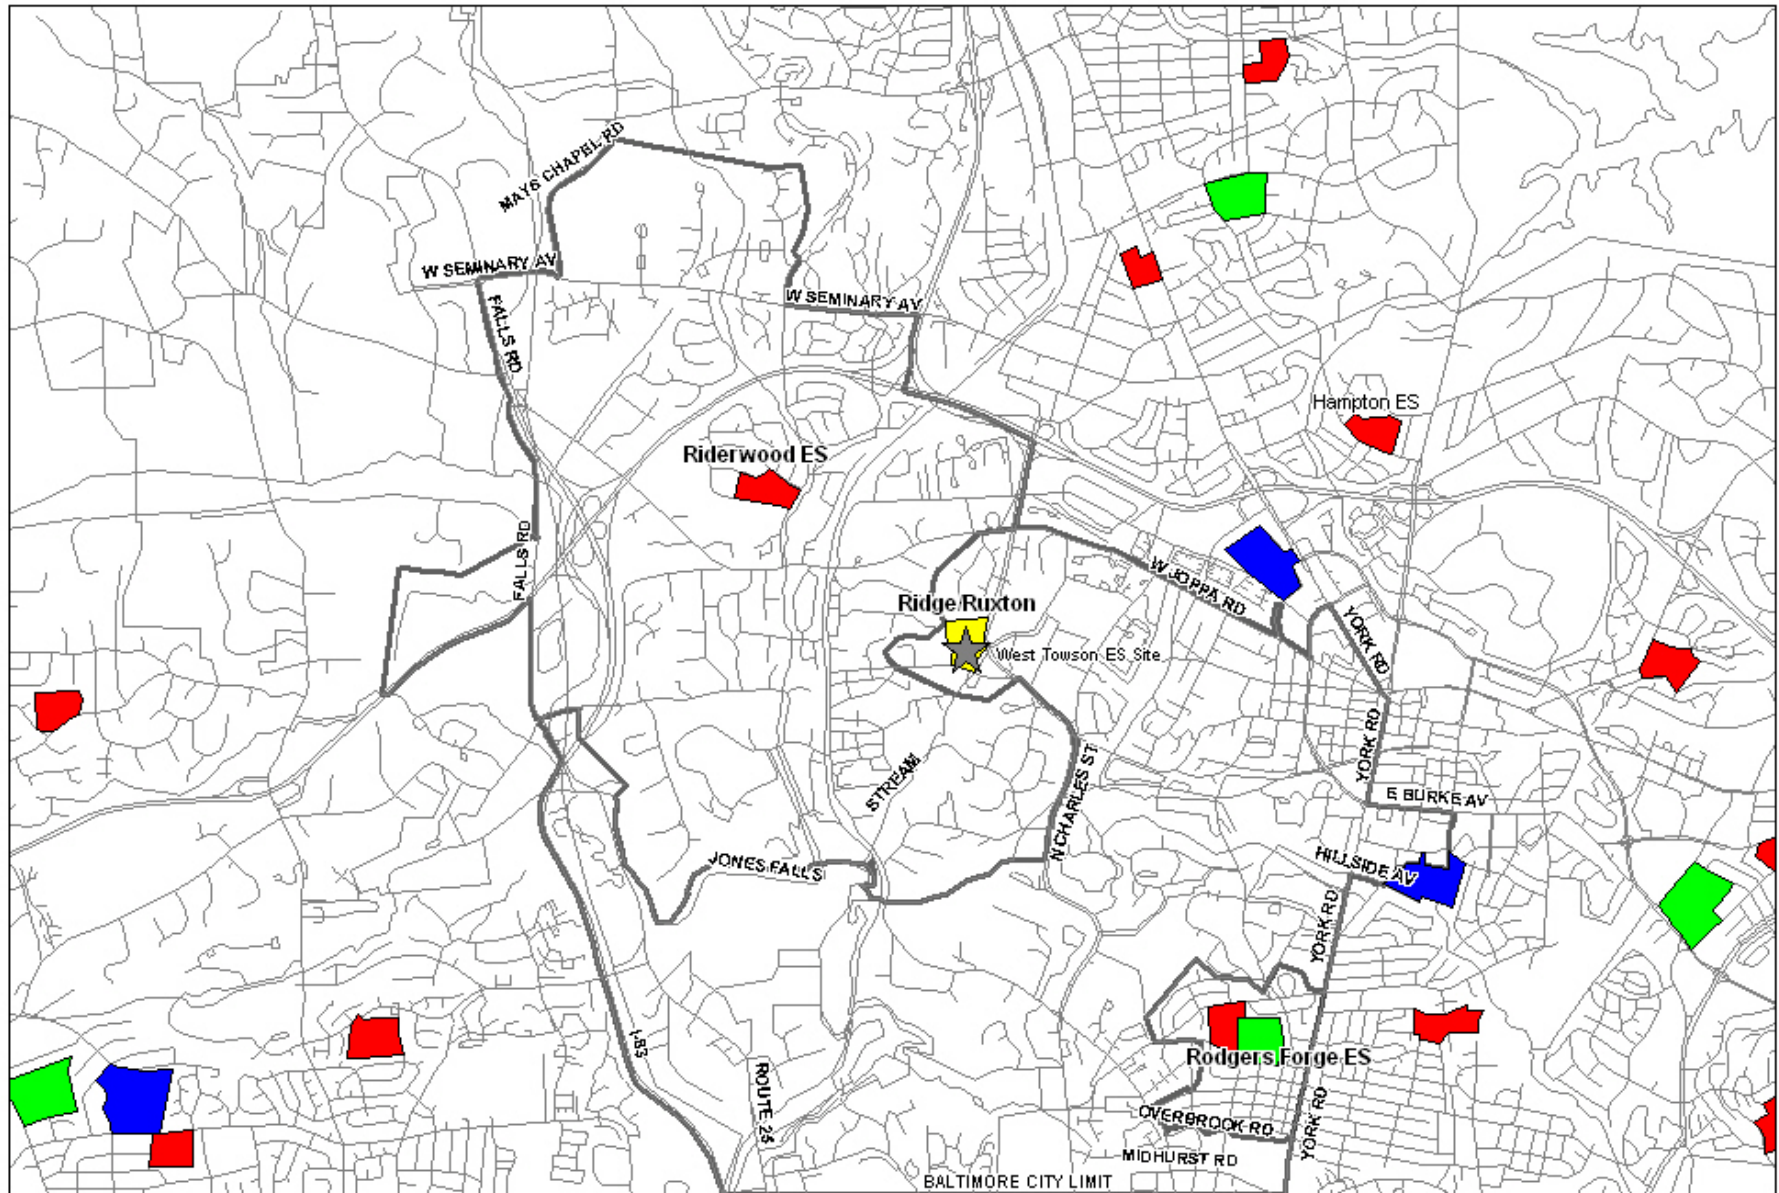 MAYS CHAPEL RD
W SEMINARY AV
W SEMINARY AV
FALLS RD
Hampton ES
Riderwood ES
FALLS RD
W JOPPA RD
Ridge/Ruxton
YORK RD
West Towson ES Site
YORK RD
N CHARLES ST
STREAM
E BURKE AV
JONES FALLS
HILLSIDE AV
YORK RD
I-83
Rodgers Forge ES
ROUTE 25
OVERBROOK RD
YORK RD
MIDHURST RD
BALTIMORE CITY LIMIT